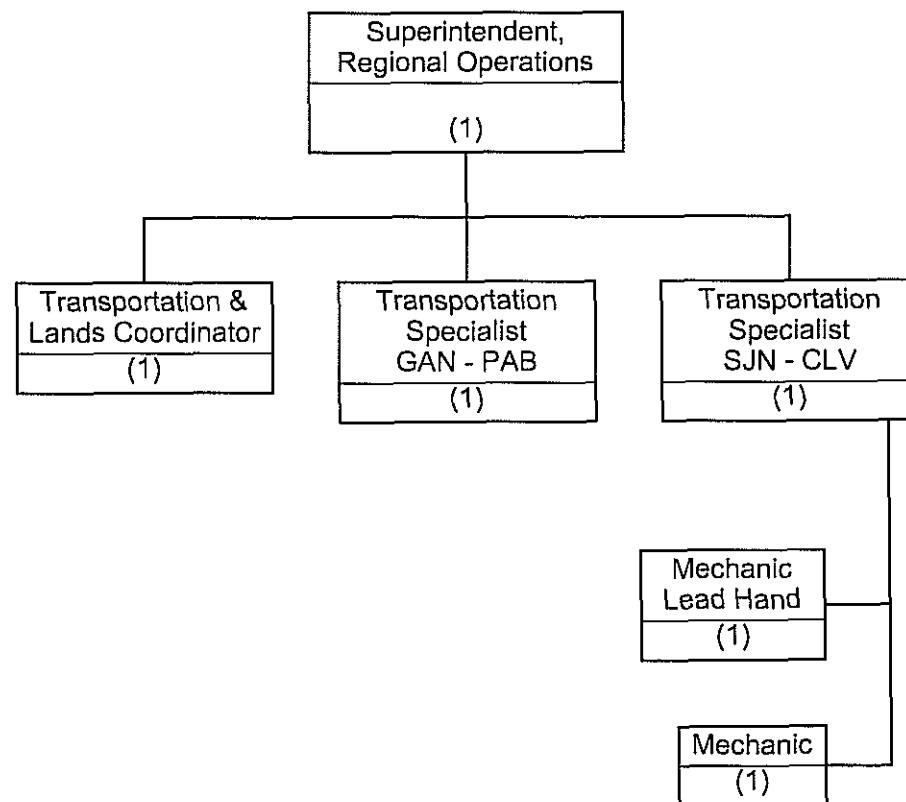 Superintendent,
Regional Operations
(1)
Transportation &
Lands Coordinator
(1)
Transportation
Specialist
GAN - PAB
(1)
Transportation
Specialist
SJN - CLV
(1)
Mechanic
Lead Hand
(1)
Mechanic
(1)